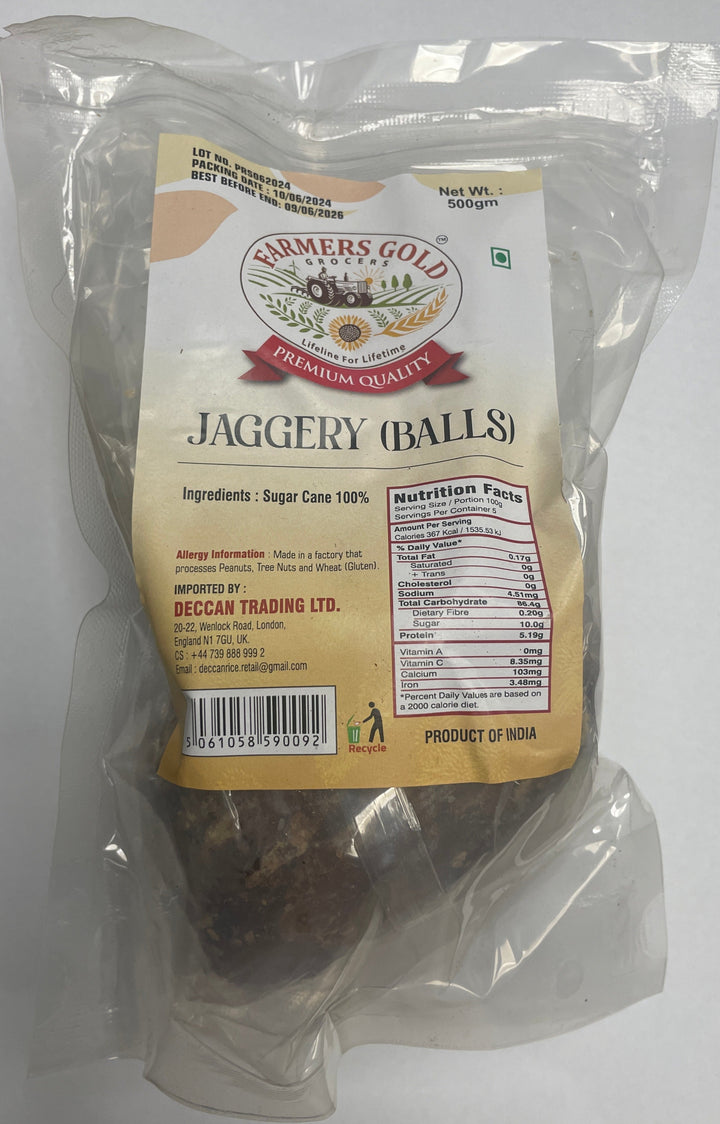 LOT NO. PRS062024
PACKING DATE : 10/06/2024
BEST BEFORE END: 09/06/2026
Net Wt. :
500gm
FARMERS GOLD ™
GROCERS
Lifeline For Lifetime
PREMIUM QUALITY
JAGGERY (BALLS)
Ingredients : Sugar Cane 100%
Allergy Information : Made in a factory that
processes Peanuts, Tree Nuts and Wheat (Gluten).
IMPORTED BY :
DECCAN TRADING LTD.
20-22, Wenlock Road, London,
England N1 7GU, UK.
CS : +44 739 888 999 2
Email : deccanrice.retail@gmail.com
5 061058 590092
Recycle
Nutrition Facts
Serving Size / Portion 100g
Servings Per Container 5
Amount Per Serving
Calories 367 Kcal / 1535.53 kJ
% Daily Value*
Total Fat 0.17g
Saturated 0g
+ Trans 0g
Cholesterol 0g
Sodium 4.51mg
Total Carbohydrate 86.4g
Dietary Fibre 0.20g
Sugar 10.0g
Protein 5.19g
Vitamin A 0mg
Vitamin C 8.35mg
Calcium 103mg
Iron 3.48mg
*Percent Daily Values are based on
a 2000 calorie diet.
PRODUCT OF INDIA